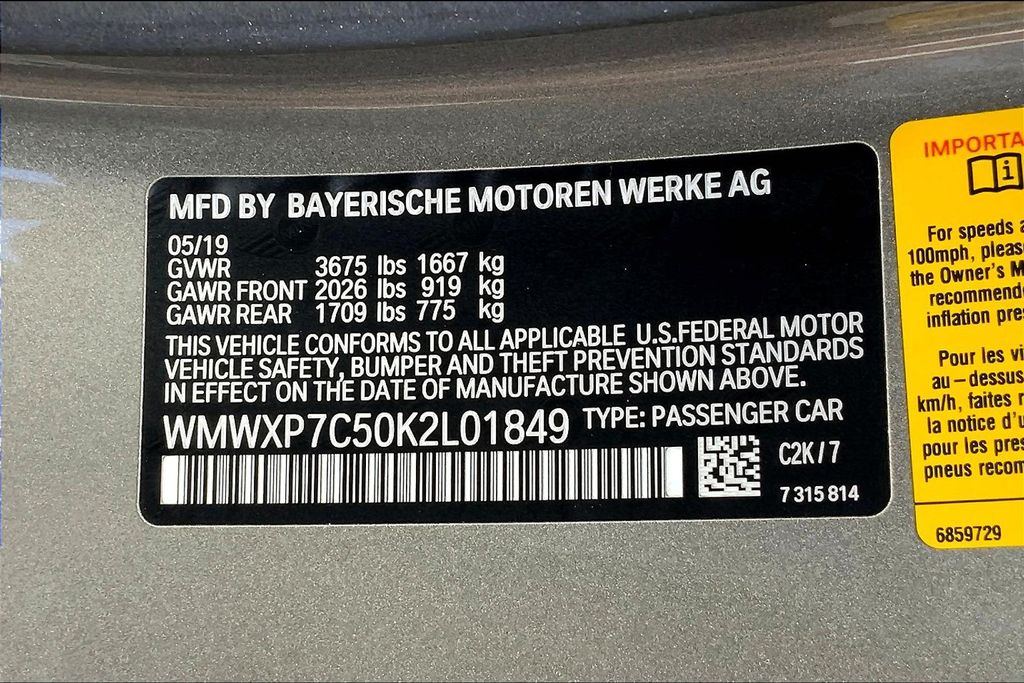 MFD BY BAYERISCHE MOTOREN WERKE AG
05/19
GVWR 3675 lbs 1667 kg
GAWR FRONT 2026 lbs 919 kg
GAWR REAR 1709 lbs 775 kg
THIS VEHICLE CONFORMS TO ALL APPLICABLE U.S.FEDERAL MOTOR
VEHICLE SAFETY, BUMPER AND THEFT PREVENTION STANDARDS
IN EFFECT ON THE DATE OF MANUFACTURE SHOWN ABOVE.
WMWXP7C50K2L01849 TYPE: PASSENGER CAR
C2K/7
7 315 814
IMPORTA
i
For speeds a
100mph, please
the Owner's M
recommende
inflation pres
Pour les vi
au-dessus
km/h, faites r
la notice d'u
pour les pres
pneus recom
6859729